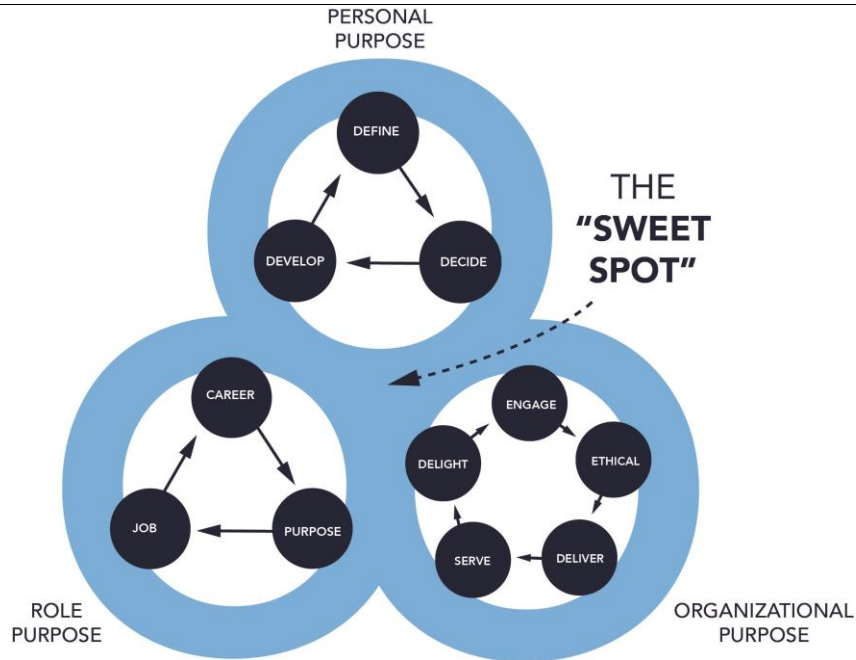 PERSONAL
PURPOSE
DEFINE
DEVELOP
DECIDE
THE
"SWEET
SPOT"
CAREER
JOB
PURPOSE
ENGAGE
DELIGHT
ETHICAL
SERVE
DELIVER
ROLE
PURPOSE
ORGANIZATIONAL
PURPOSE